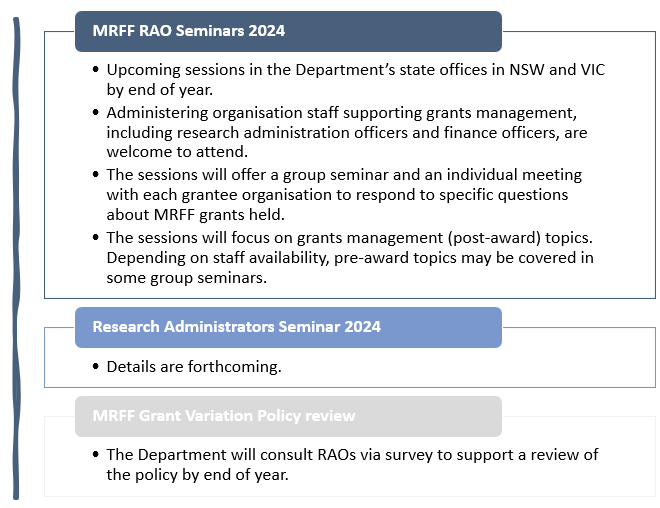 MRFF RAO Seminars 2024
• Upcoming sessions in the Department’s state offices in NSW and VIC
by end of year.
• Administering organisation staff supporting grants management,
including research administration officers and finance officers, are
welcome to attend.
• The sessions will offer a group seminar and an individual meeting
with each grantee organisation to respond to specific questions
about MRFF grants held.
• The sessions will focus on grants management (post-award) topics.
Depending on staff availability, pre-award topics may be covered in
some group seminars.
Research Administrators Seminar 2024
• Details are forthcoming.
MRFF Grant Variation Policy review
• The Department will consult RAOs via survey to support a review of
the policy by end of year.